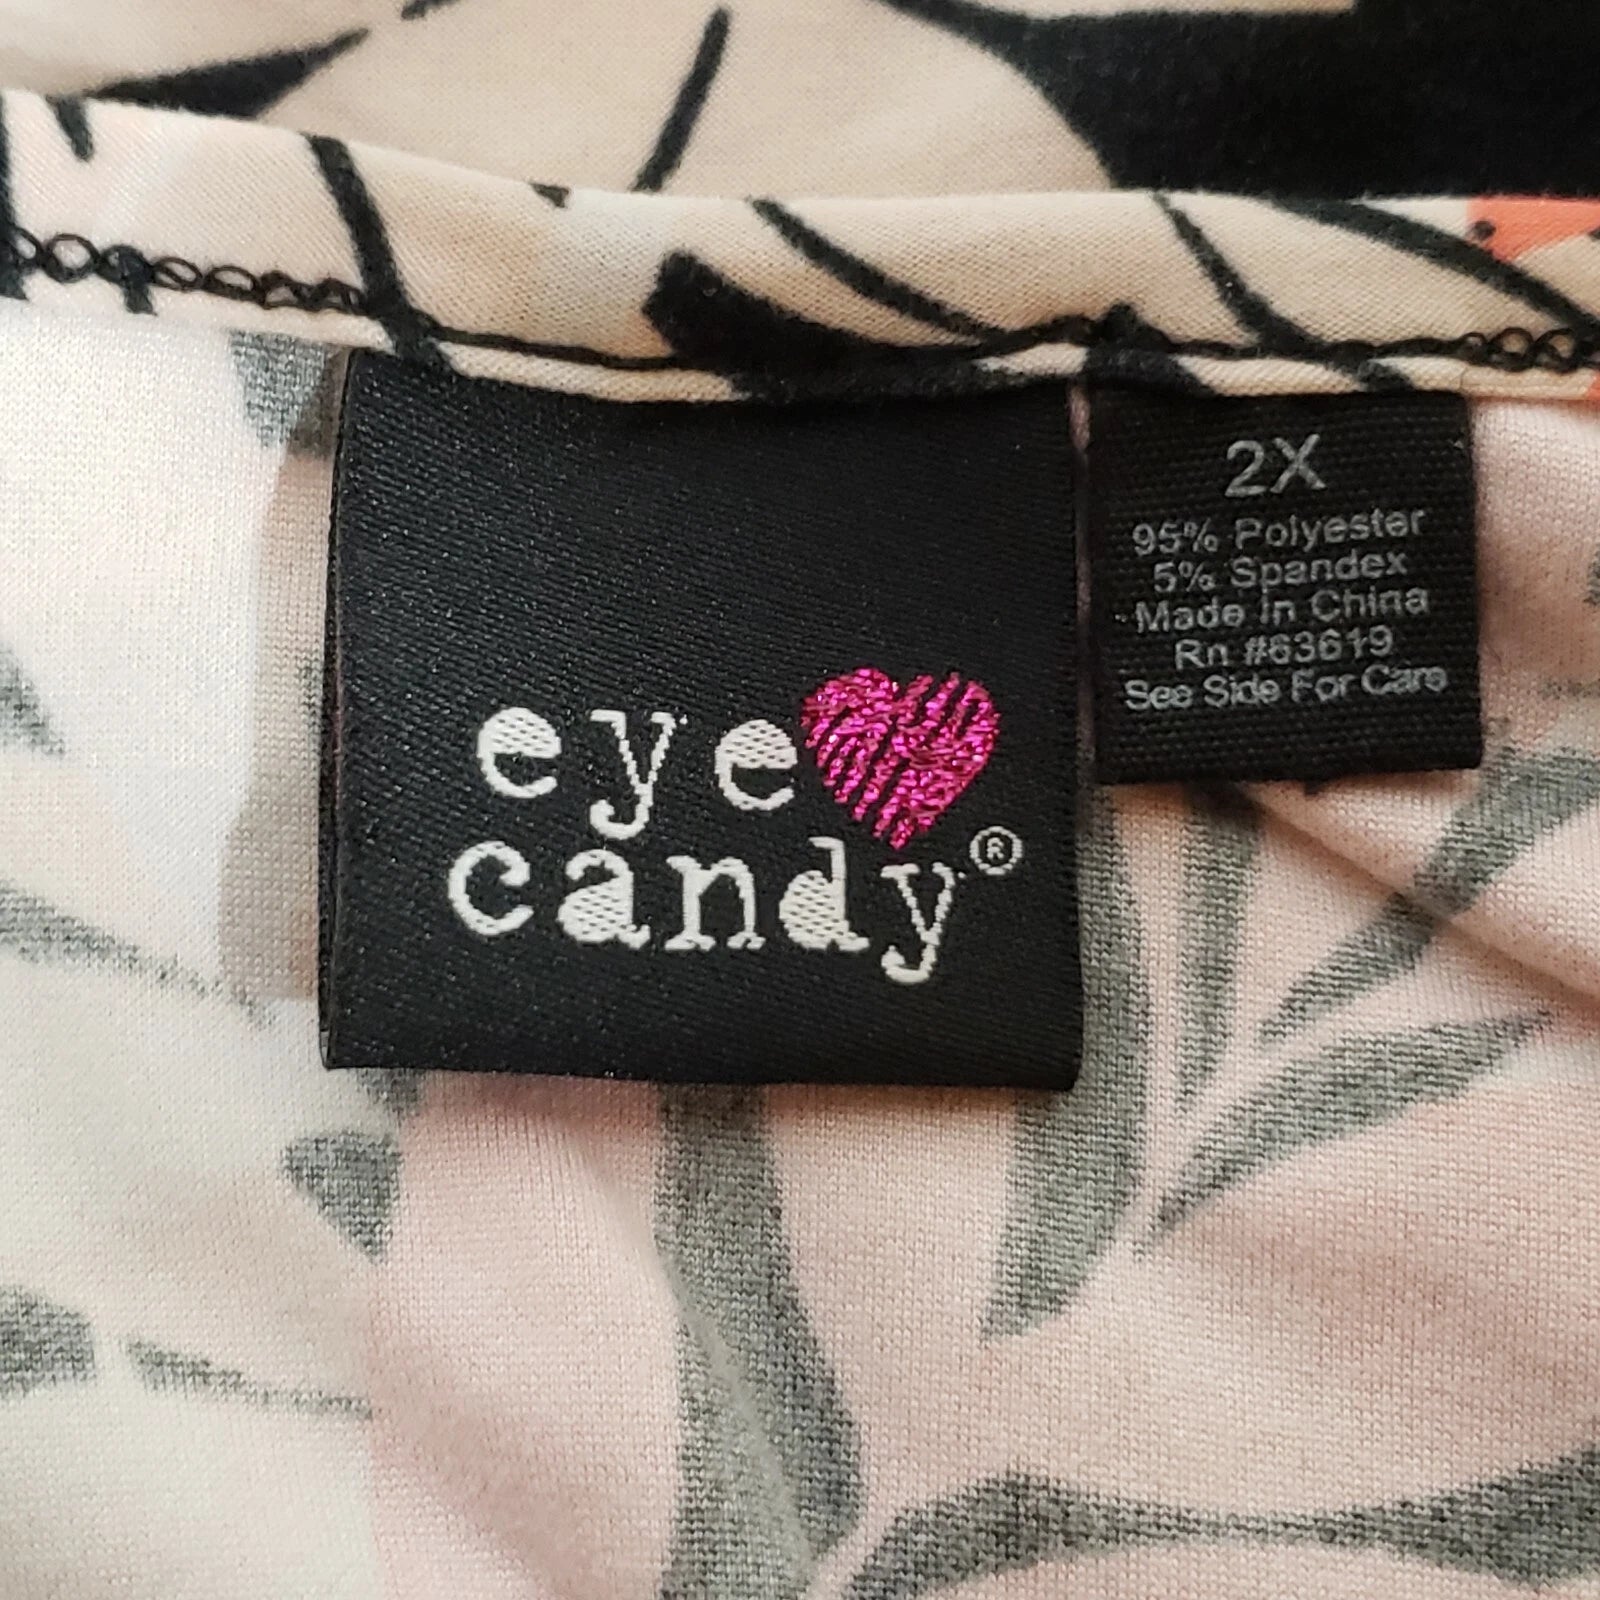 eye
candy®
2X
95% Polyester
5% Spandex
Made In China
Rn #63619
See Side For Care